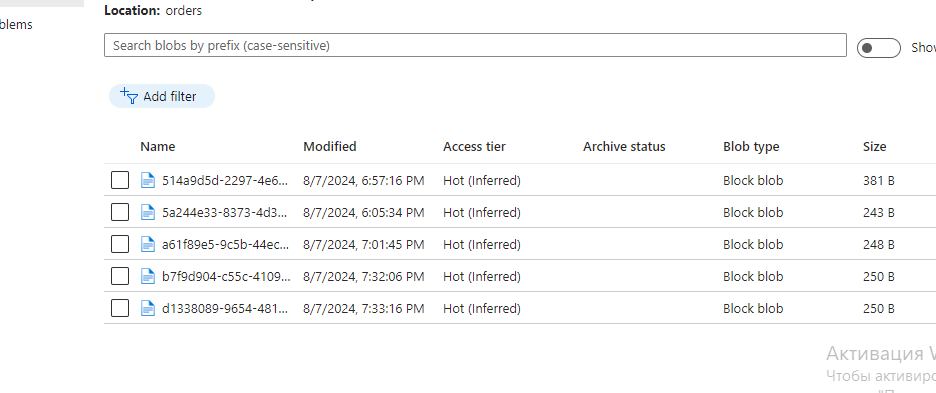 Location: orders
blems
Search blobs by prefix (case-sensitive)
Add filter
Name Modified Access tier Archive status Blob type Size
514a9d5d-2297-4e6... 8/7/2024, 6:57:16 PM Hot (Inferred) Block blob 381 B
5a244e33-8373-4d3... 8/7/2024, 6:05:34 PM Hot (Inferred) Block blob 243 B
a61f89e5-9c5b-44ec... 8/7/2024, 7:01:45 PM Hot (Inferred) Block blob 248 B
b7f9d904-c55c-4109... 8/7/2024, 7:32:06 PM Hot (Inferred) Block blob 250 B
d1338089-9654-481... 8/7/2024, 7:33:16 PM Hot (Inferred) Block blob 250 B
Активация
Чтобы